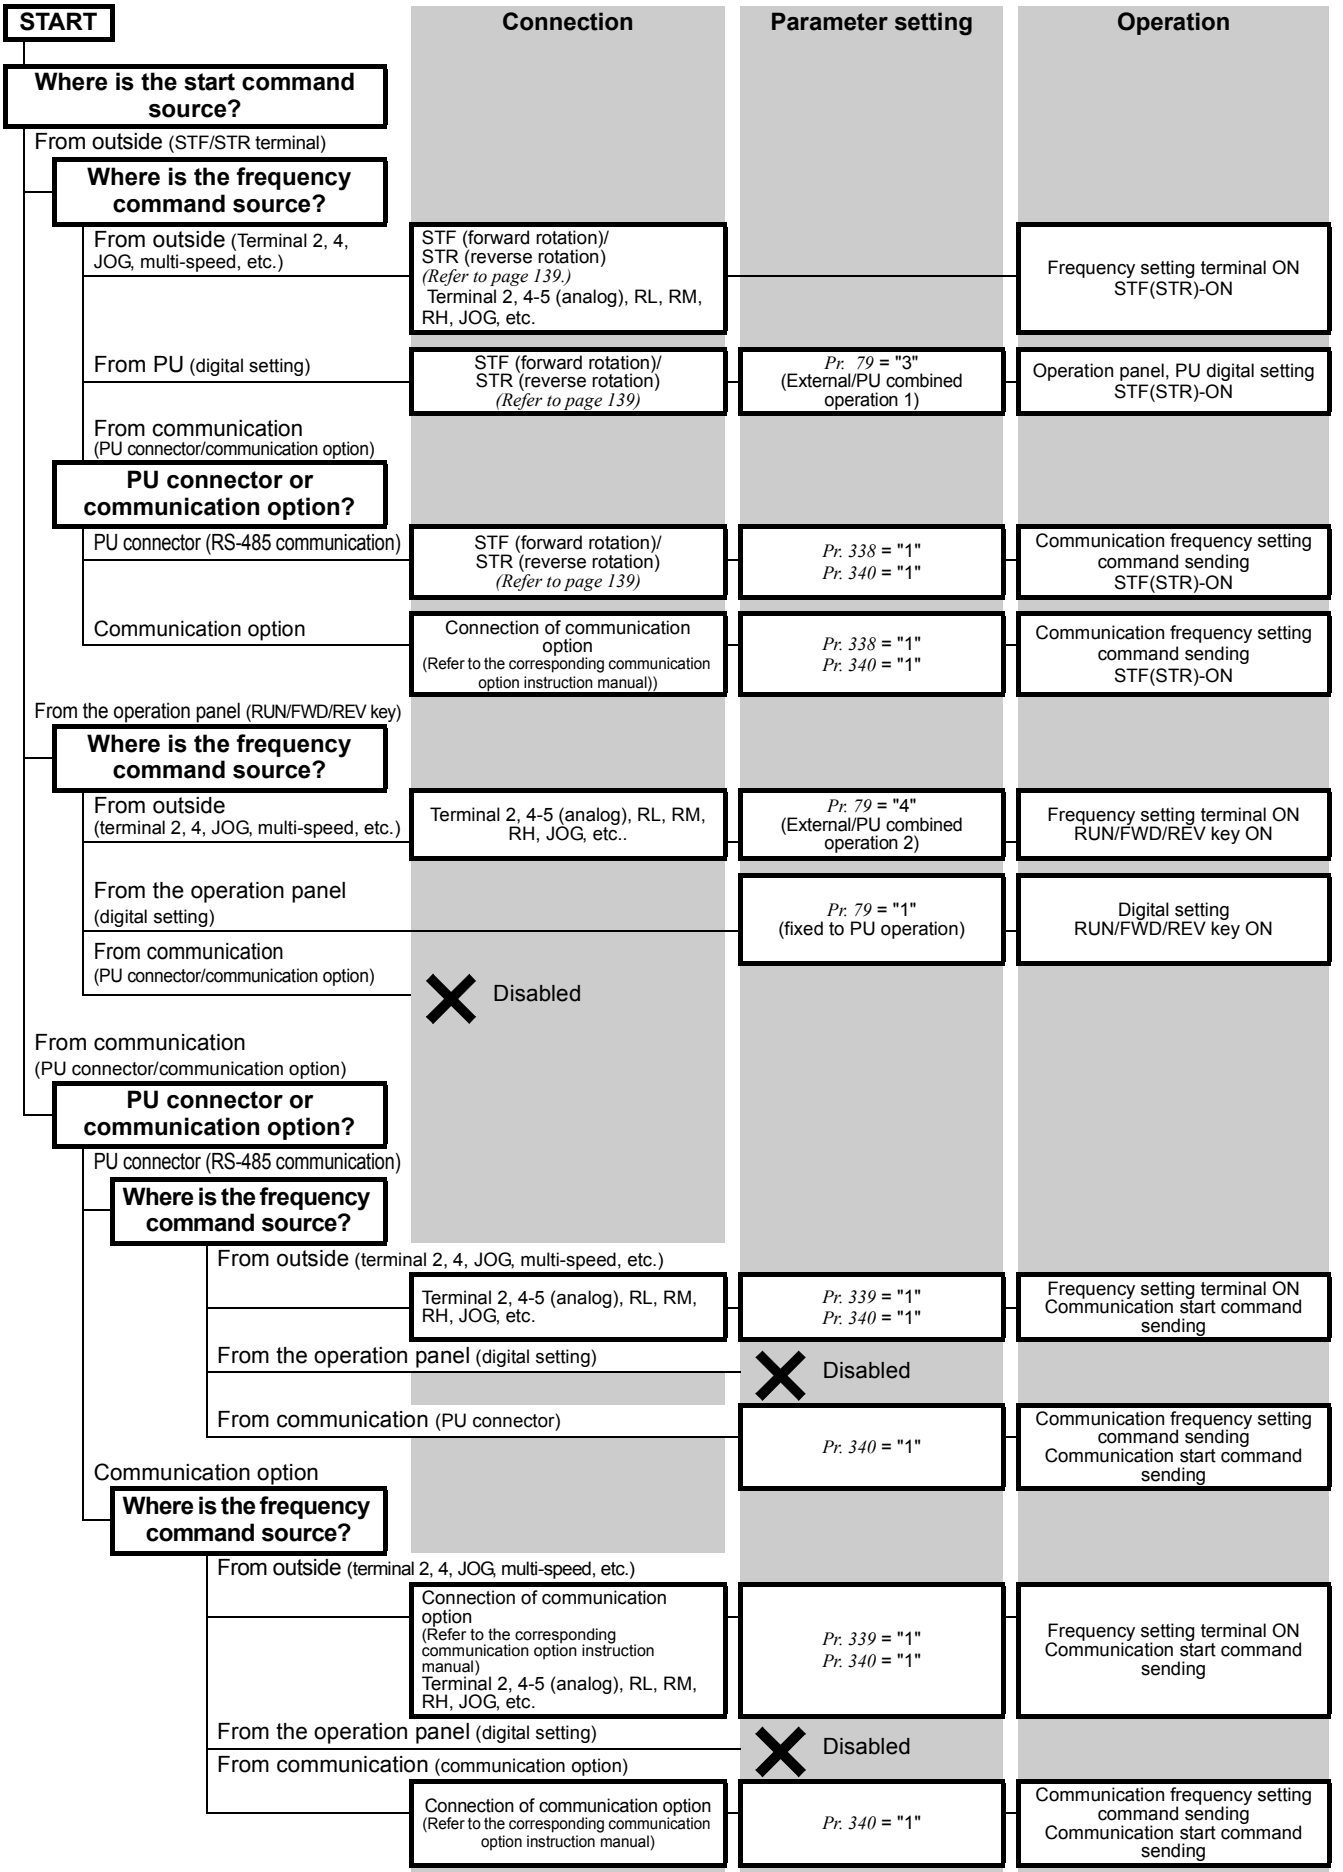 START
Connection
Parameter setting
Operation
Where is the start command
source?
From outside (STF/STR terminal)
Where is the frequency
command source?
From outside (Terminal 2, 4,
JOG, multi-speed, etc.)
STF (forward rotation)/
STR (reverse rotation)
(Refer to page 139.)
Terminal 2, 4-5 (analog), RL, RM,
RH, JOG, etc.
Frequency setting terminal ON
STF(STR)-ON
From PU (digital setting)
STF (forward rotation)/
STR (reverse rotation)
(Refer to page 139)
Pr. 79 = "3"
(External/PU combined
operation 1)
Operation panel, PU digital setting
STF(STR)-ON
From communication
(PU connector/communication option)
PU connector or
communication option?
PU connector (RS-485 communication)
STF (forward rotation)/
STR (reverse rotation)
(Refer to page 139)
Pr. 338 = "1"
Pr. 340 = "1"
Communication frequency setting
command sending
STF(STR)-ON
Communication option
Connection of communication
option
(Refer to the corresponding communication
option instruction manual))
Pr. 338 = "1"
Pr. 340 = "1"
Communication frequency setting
command sending
STF(STR)-ON
From the operation panel (RUN/FWD/REV key)
Where is the frequency
command source?
From outside
(terminal 2, 4, JOG, multi-speed, etc.)
Terminal 2, 4-5 (analog), RL, RM,
RH, JOG, etc..
Pr. 79 = "4"
(External/PU combined
operation 2)
Frequency setting terminal ON
RUN/FWD/REV key ON
From the operation panel
(digital setting)
Pr. 79 = "1"
(fixed to PU operation)
Digital setting
RUN/FWD/REV key ON
From communication
(PU connector/communication option)
Disabled
From communication
(PU connector/communication option)
PU connector or
communication option?
PU connector (RS-485 communication)
Where is the frequency
command source?
From outside (terminal 2, 4, JOG, multi-speed, etc.)
Terminal 2, 4-5 (analog), RL, RM,
RH, JOG, etc.
Pr. 339 = "1"
Pr. 340 = "1"
Frequency setting terminal ON
Communication start command
sending
From the operation panel (digital setting)
Disabled
From communication (PU connector)
Pr. 340 = "1"
Communication frequency setting
command sending
Communication start command
sending
Communication option
Where is the frequency
command source?
From outside (terminal 2, 4, JOG, multi-speed, etc.)
Connection of communication
option
(Refer to the corresponding
communication option instruction
manual)
Terminal 2, 4-5 (analog), RL, RM,
RH, JOG, etc.
Pr. 339 = "1"
Pr. 340 = "1"
Frequency setting terminal ON
Communication start command
sending
From the operation panel (digital setting)
Disabled
From communication (communication option)
Connection of communication option
(Refer to the corresponding communication
option instruction manual)
Pr. 340 = "1"
Communication frequency setting
command sending
Communication start command
sending